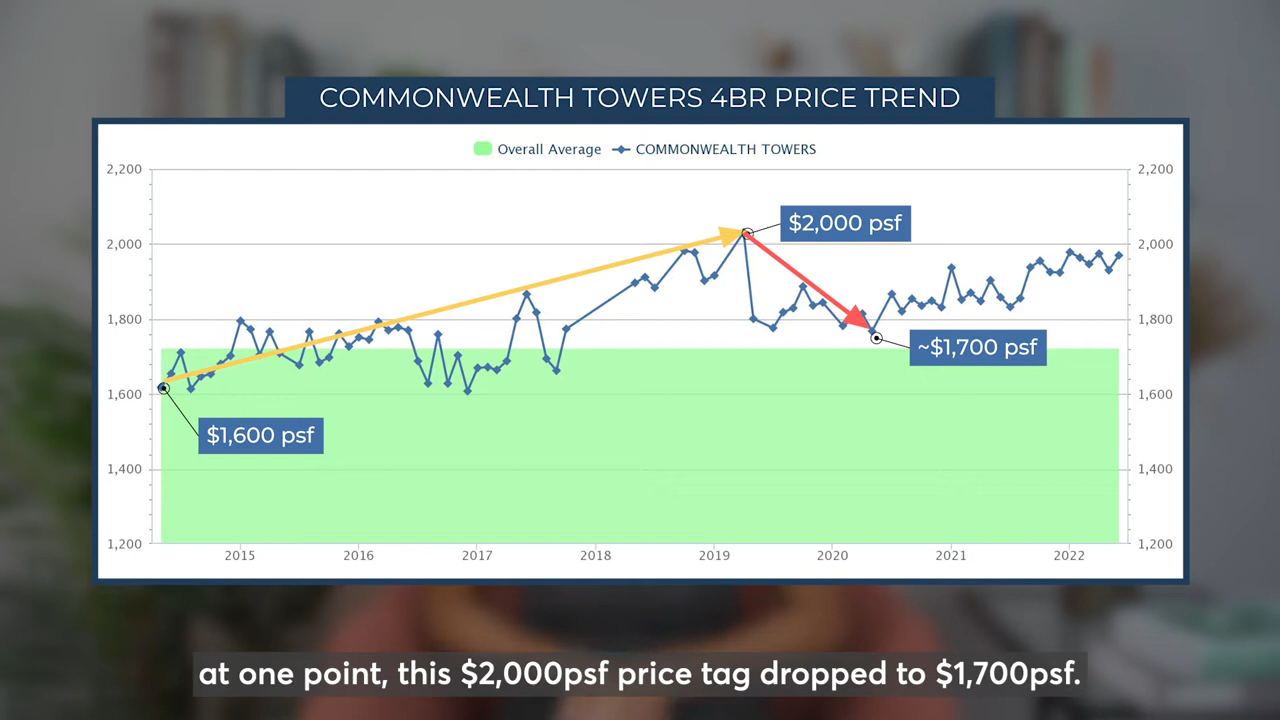 COMMONWEALTH TOWERS 4BR PRICE TREND
Overall Average COMMONWEALTH TOWERS
2,200 2,200
2,000 2,000
1,800 1,800
1,600 1,600
1,400 1,400
1,200 1,200
$2,000 psf
~$1,700 psf
$1,600 psf
2015 2016 2017 2018 2019 2020 2021 2022
at one point, this $2,000psf price tag dropped to $1,700psf.